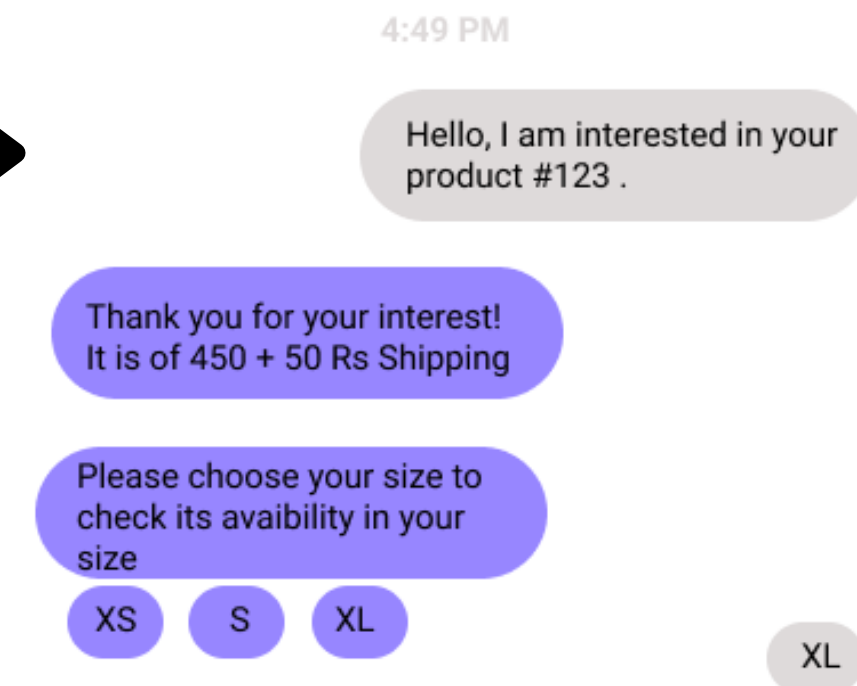 4:49 PM
Hello, I am interested in your
product #123 .
Thank you for your interest!
It is of 450 + 50 Rs Shipping
Please choose your size to
check its avaibility in your
size
XS S XL
XL